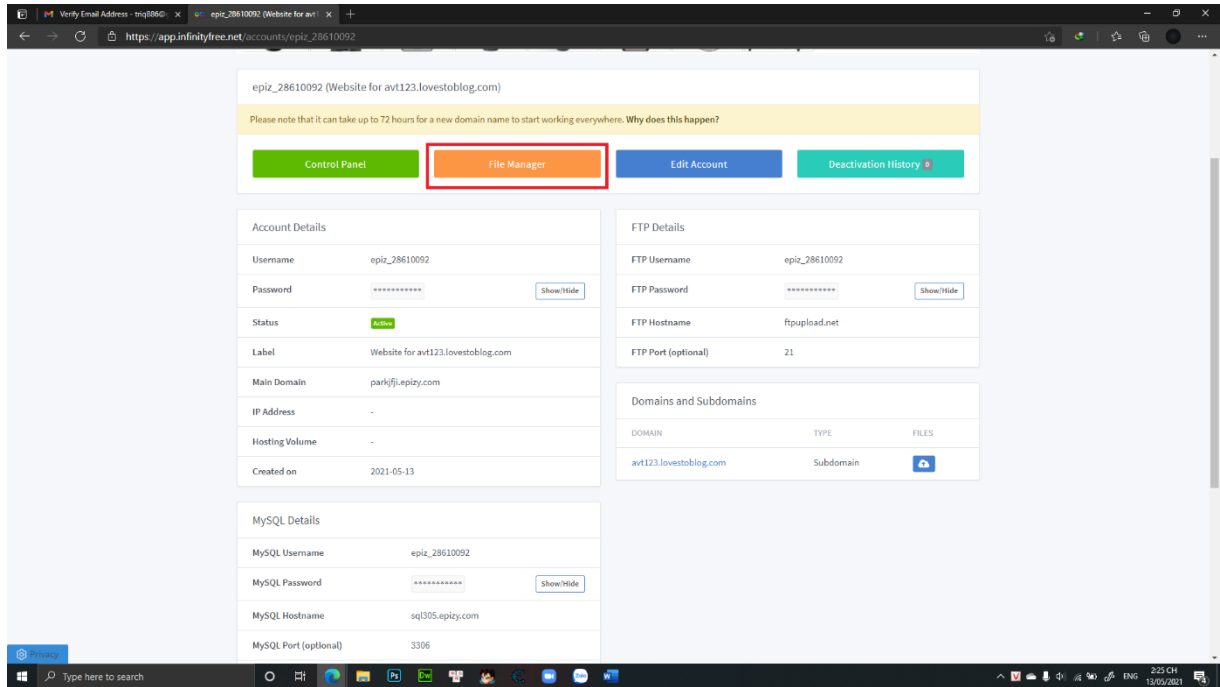 Verify Email Address - triq886@
epiz_28610092 (Website for avt1
https://app.infinityfree.net/accounts/epiz_28610092
epiz_28610092 (Website for avt123.lovestoblog.com)
Please note that it can take up to 72 hours for a new domain name to start working everywhere. Why does this happen?
Control Panel
File Manager
Edit Account
Deactivation History 0
Account Details
Username epiz_28610092
Password *********** Show/Hide
Status Active
Label Website for avt123.lovestoblog.com
Main Domain parkjfji.epizy.com
IP Address -
Hosting Volume -
Created on 2021-05-13
FTP Details
FTP Username epiz_28610092
FTP Password *********** Show/Hide
FTP Hostname ftpupload.net
FTP Port (optional) 21
Domains and Subdomains
DOMAIN TYPE FILES
avt123.lovestoblog.com Subdomain
MySQL Details
MySQL Username epiz_28610092
MySQL Password *********** Show/Hide
MySQL Hostname sql305.epizy.com
MySQL Port (optional) 3306
Privacy
Type here to search
Ps
Dw
Zalo
ENG
2:25 CH
13/05/2021